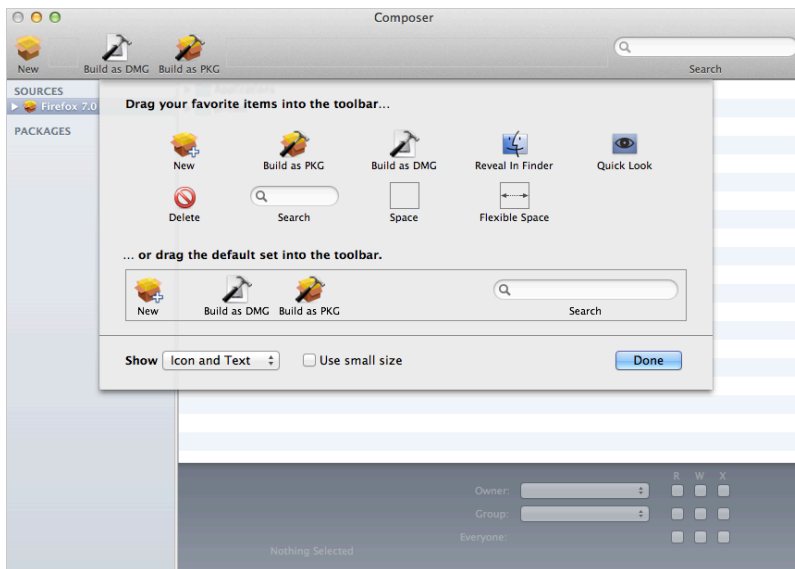 Composer
New Build as DMG Build as PKG Search
SOURCES
Firefox 7.0
PACKAGES
Drag your favorite items into the toolbar...
New Build as PKG Build as DMG Reveal In Finder Quick Look
Delete Search Space Flexible Space
... or drag the default set into the toolbar.
New Build as DMG Build as PKG Search
Show Icon and Text Use small size Done
R W X
Owner:
Group:
Everyone:
Nothing Selected